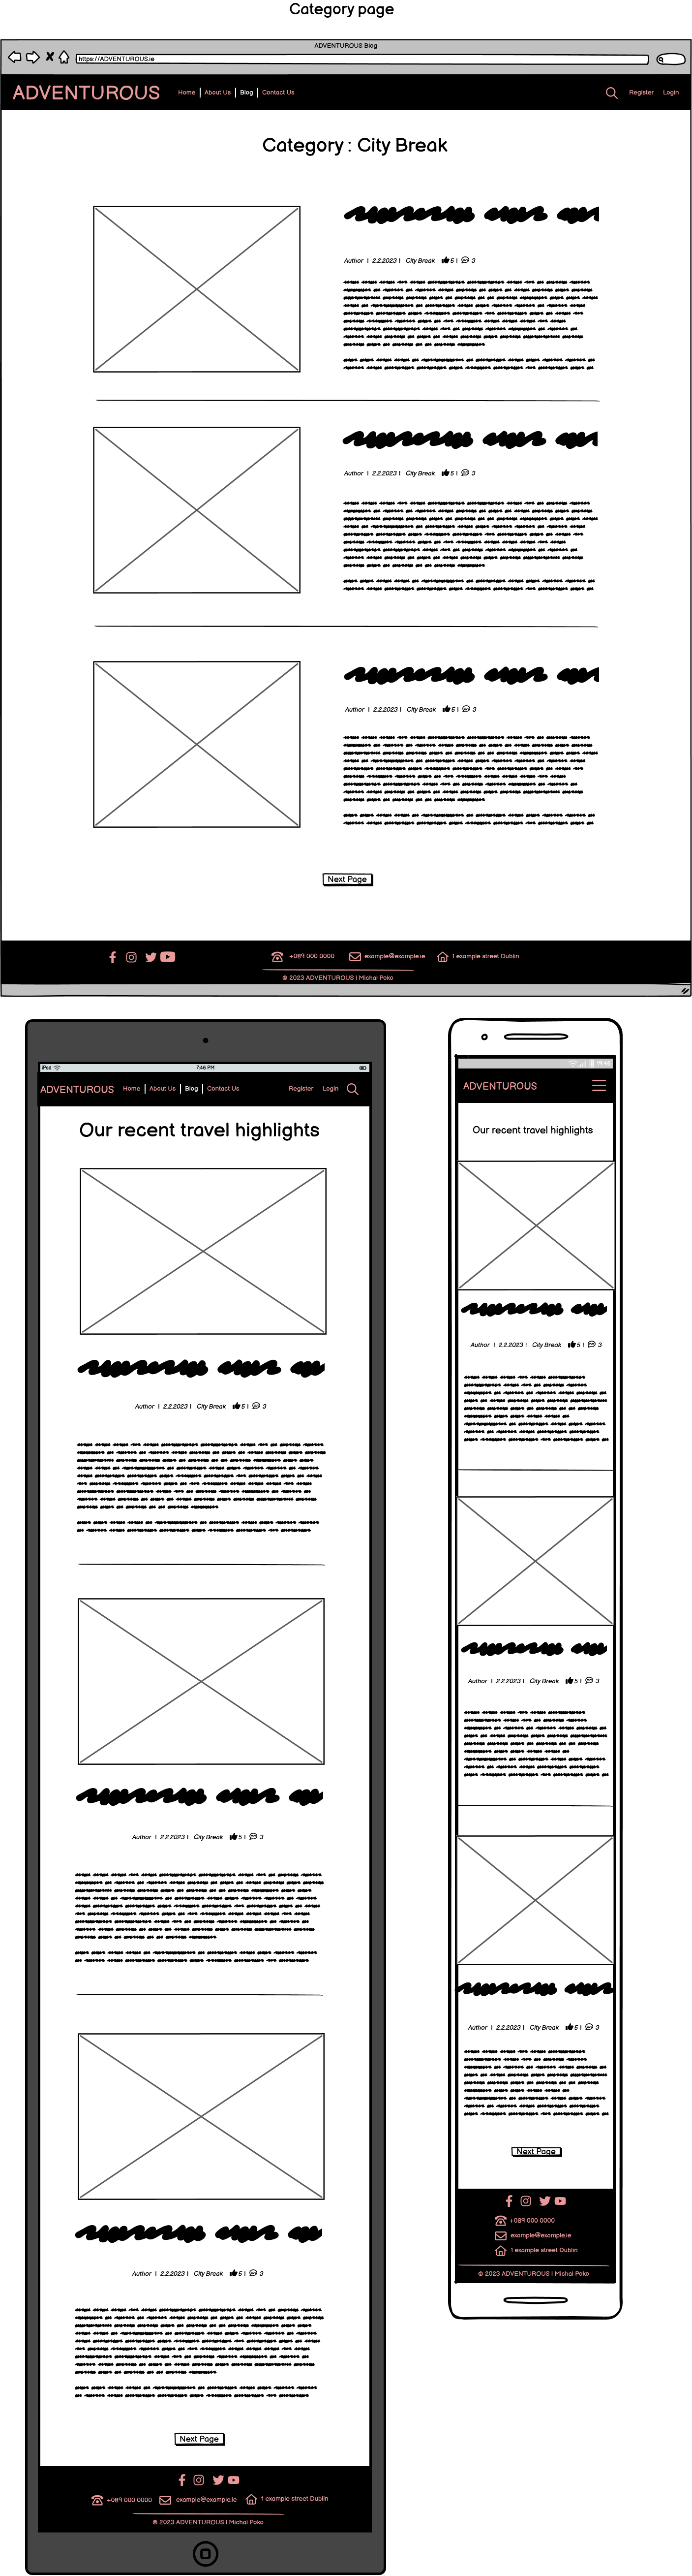 Category page
ADVENTUROUS Blog
https://ADVENTUROUS.ie
ADVENTUROUS Home | About Us | Blog | Contact Us Register Login
Category : City Break
Author | 2.2.2023 | City Break 5 | 3
Author | 2.2.2023 | City Break 5 | 3
Author | 2.2.2023 | City Break 5 | 3
Next Page
+089 000 0000 example@example.ie 1 example street Dublin
© 2023 ADVENTUROUS | Michal Poko
iPad 7:46 PM
ADVENTUROUS Home | About Us | Blog | Contact Us Register Login
Our recent travel highlights
Author | 2.2.2023 | City Break 5 | 3
Author | 2.2.2023 | City Break 5 | 3
Author | 2.2.2023 | City Break 5 | 3
Next Page
+089 000 0000 example@example.ie 1 example street Dublin
© 2023 ADVENTUROUS | Michal Poko
ADVENTUROUS
Our recent travel highlights
Author | 2.2.2023 | City Break 5 | 3
Author | 2.2.2023 | City Break 5 | 3
Author | 2.2.2023 | City Break 5 | 3
Next Page
+089 000 0000
example@example.ie
1 example street Dublin
© 2023 ADVENTUROUS | Michal Poko